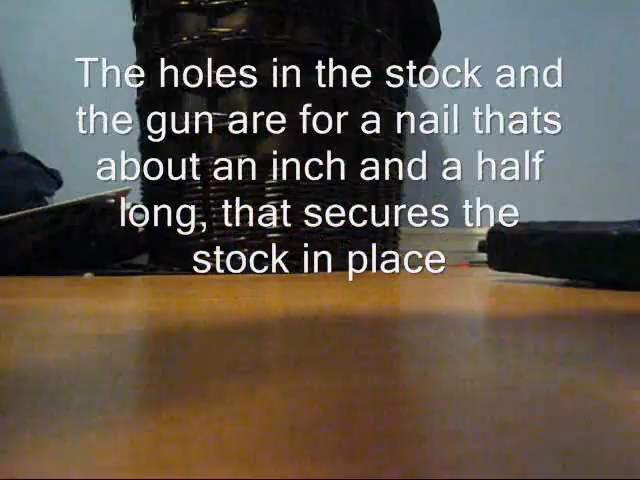 The holes in the stock and
the gun are for a nail thats
about an inch and a half
long, that secures the
stock in place